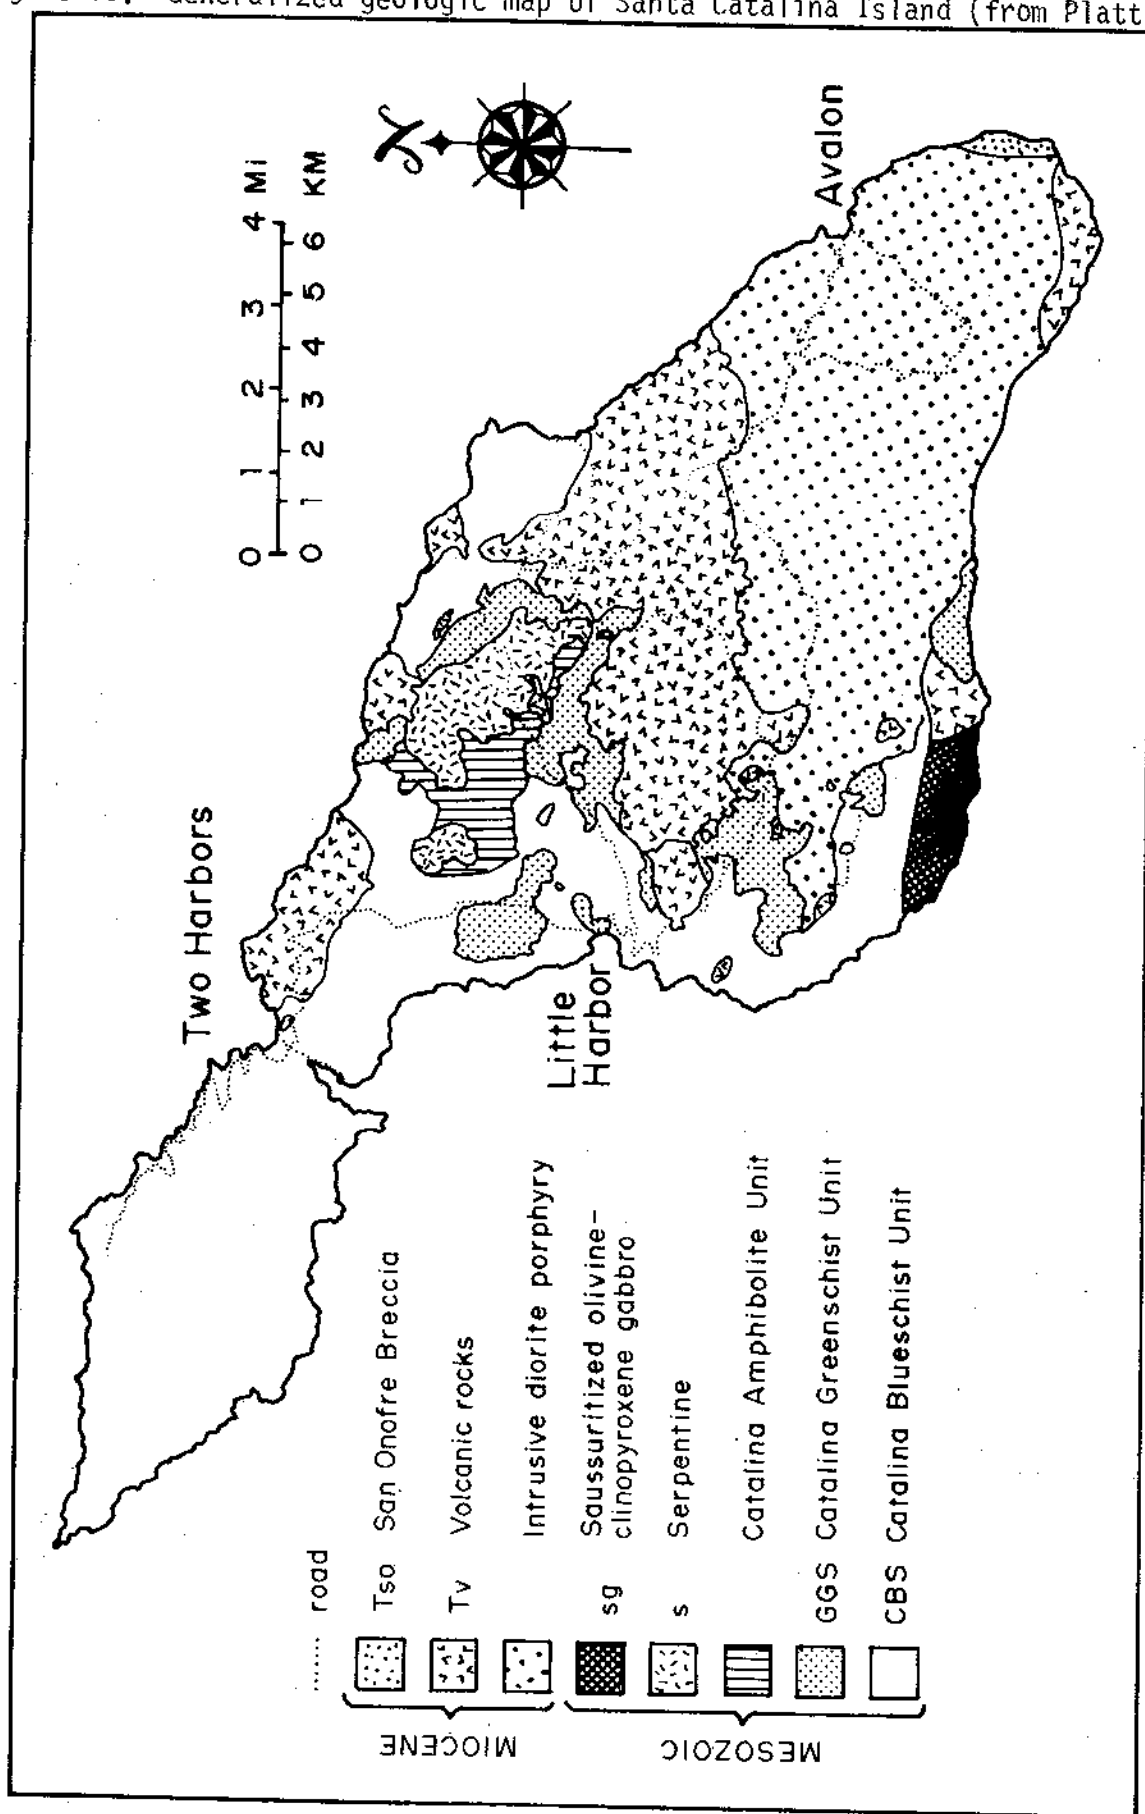 Generalized geologic map of Santa Catalina Island (from Platt
Two Harbors
Little
Harbor
Avalon
0 1 2 3 4 Mi
0 1 2 3 4 5 6 KM
N
road
MIOCENE
Tso San Onofre Breccia
Tv Volcanic rocks
Intrusive diorite porphyry
MESOZOIC
sg Saussuritized olivine-
clinopyroxene gabbro
s Serpentine
Catalina Amphibolite Unit
GGS Catalina Greenschist Unit
CBS Catalina Blueschist Unit